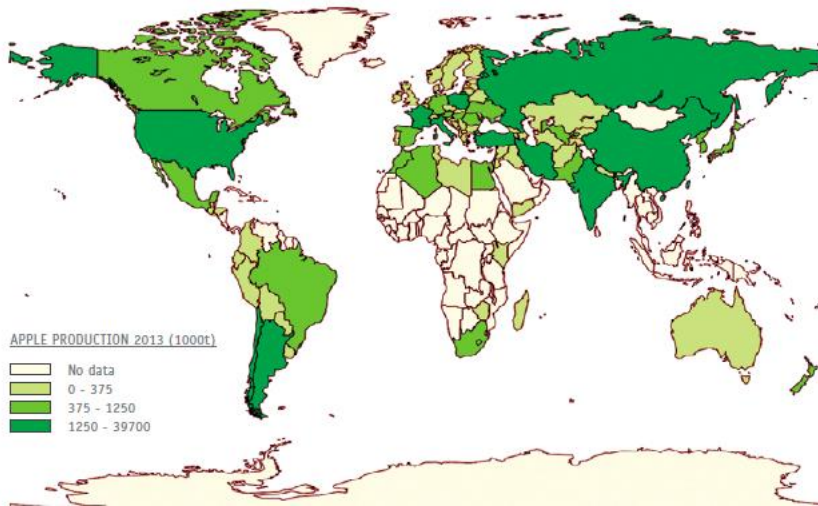 APPLE PRODUCTION 2013 (1000t)
No data
0 - 375
375 - 1250
1250 - 39700